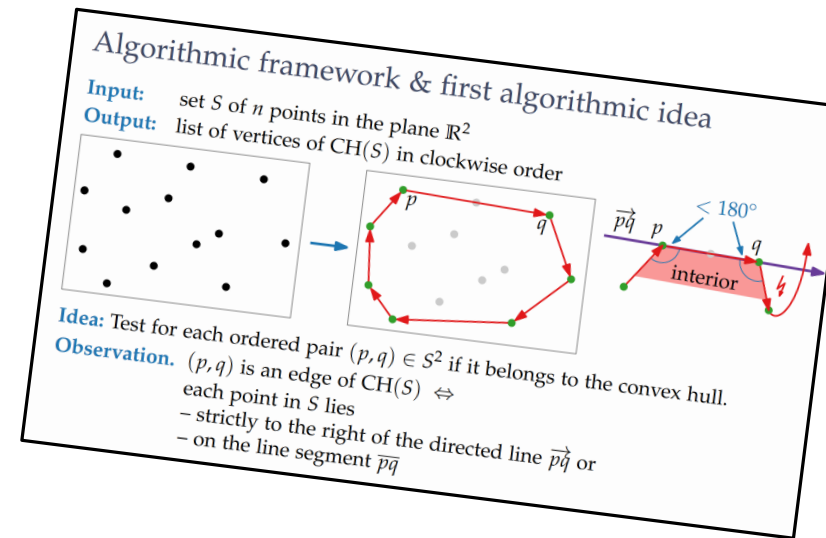 Algorithmic framework & first algorithmic idea
Input: set S of n points in the plane ℝ²
Output: list of vertices of CH(S) in clockwise order
p
q
→pq p < 180° q
interior
Idea: Test for each ordered pair (p, q) ∈ S² if it belongs to the convex hull.
Observation. (p, q) is an edge of CH(S) ⇔
each point in S lies
– strictly to the right of the directed line →pq or
– on the line segment p̅q̅